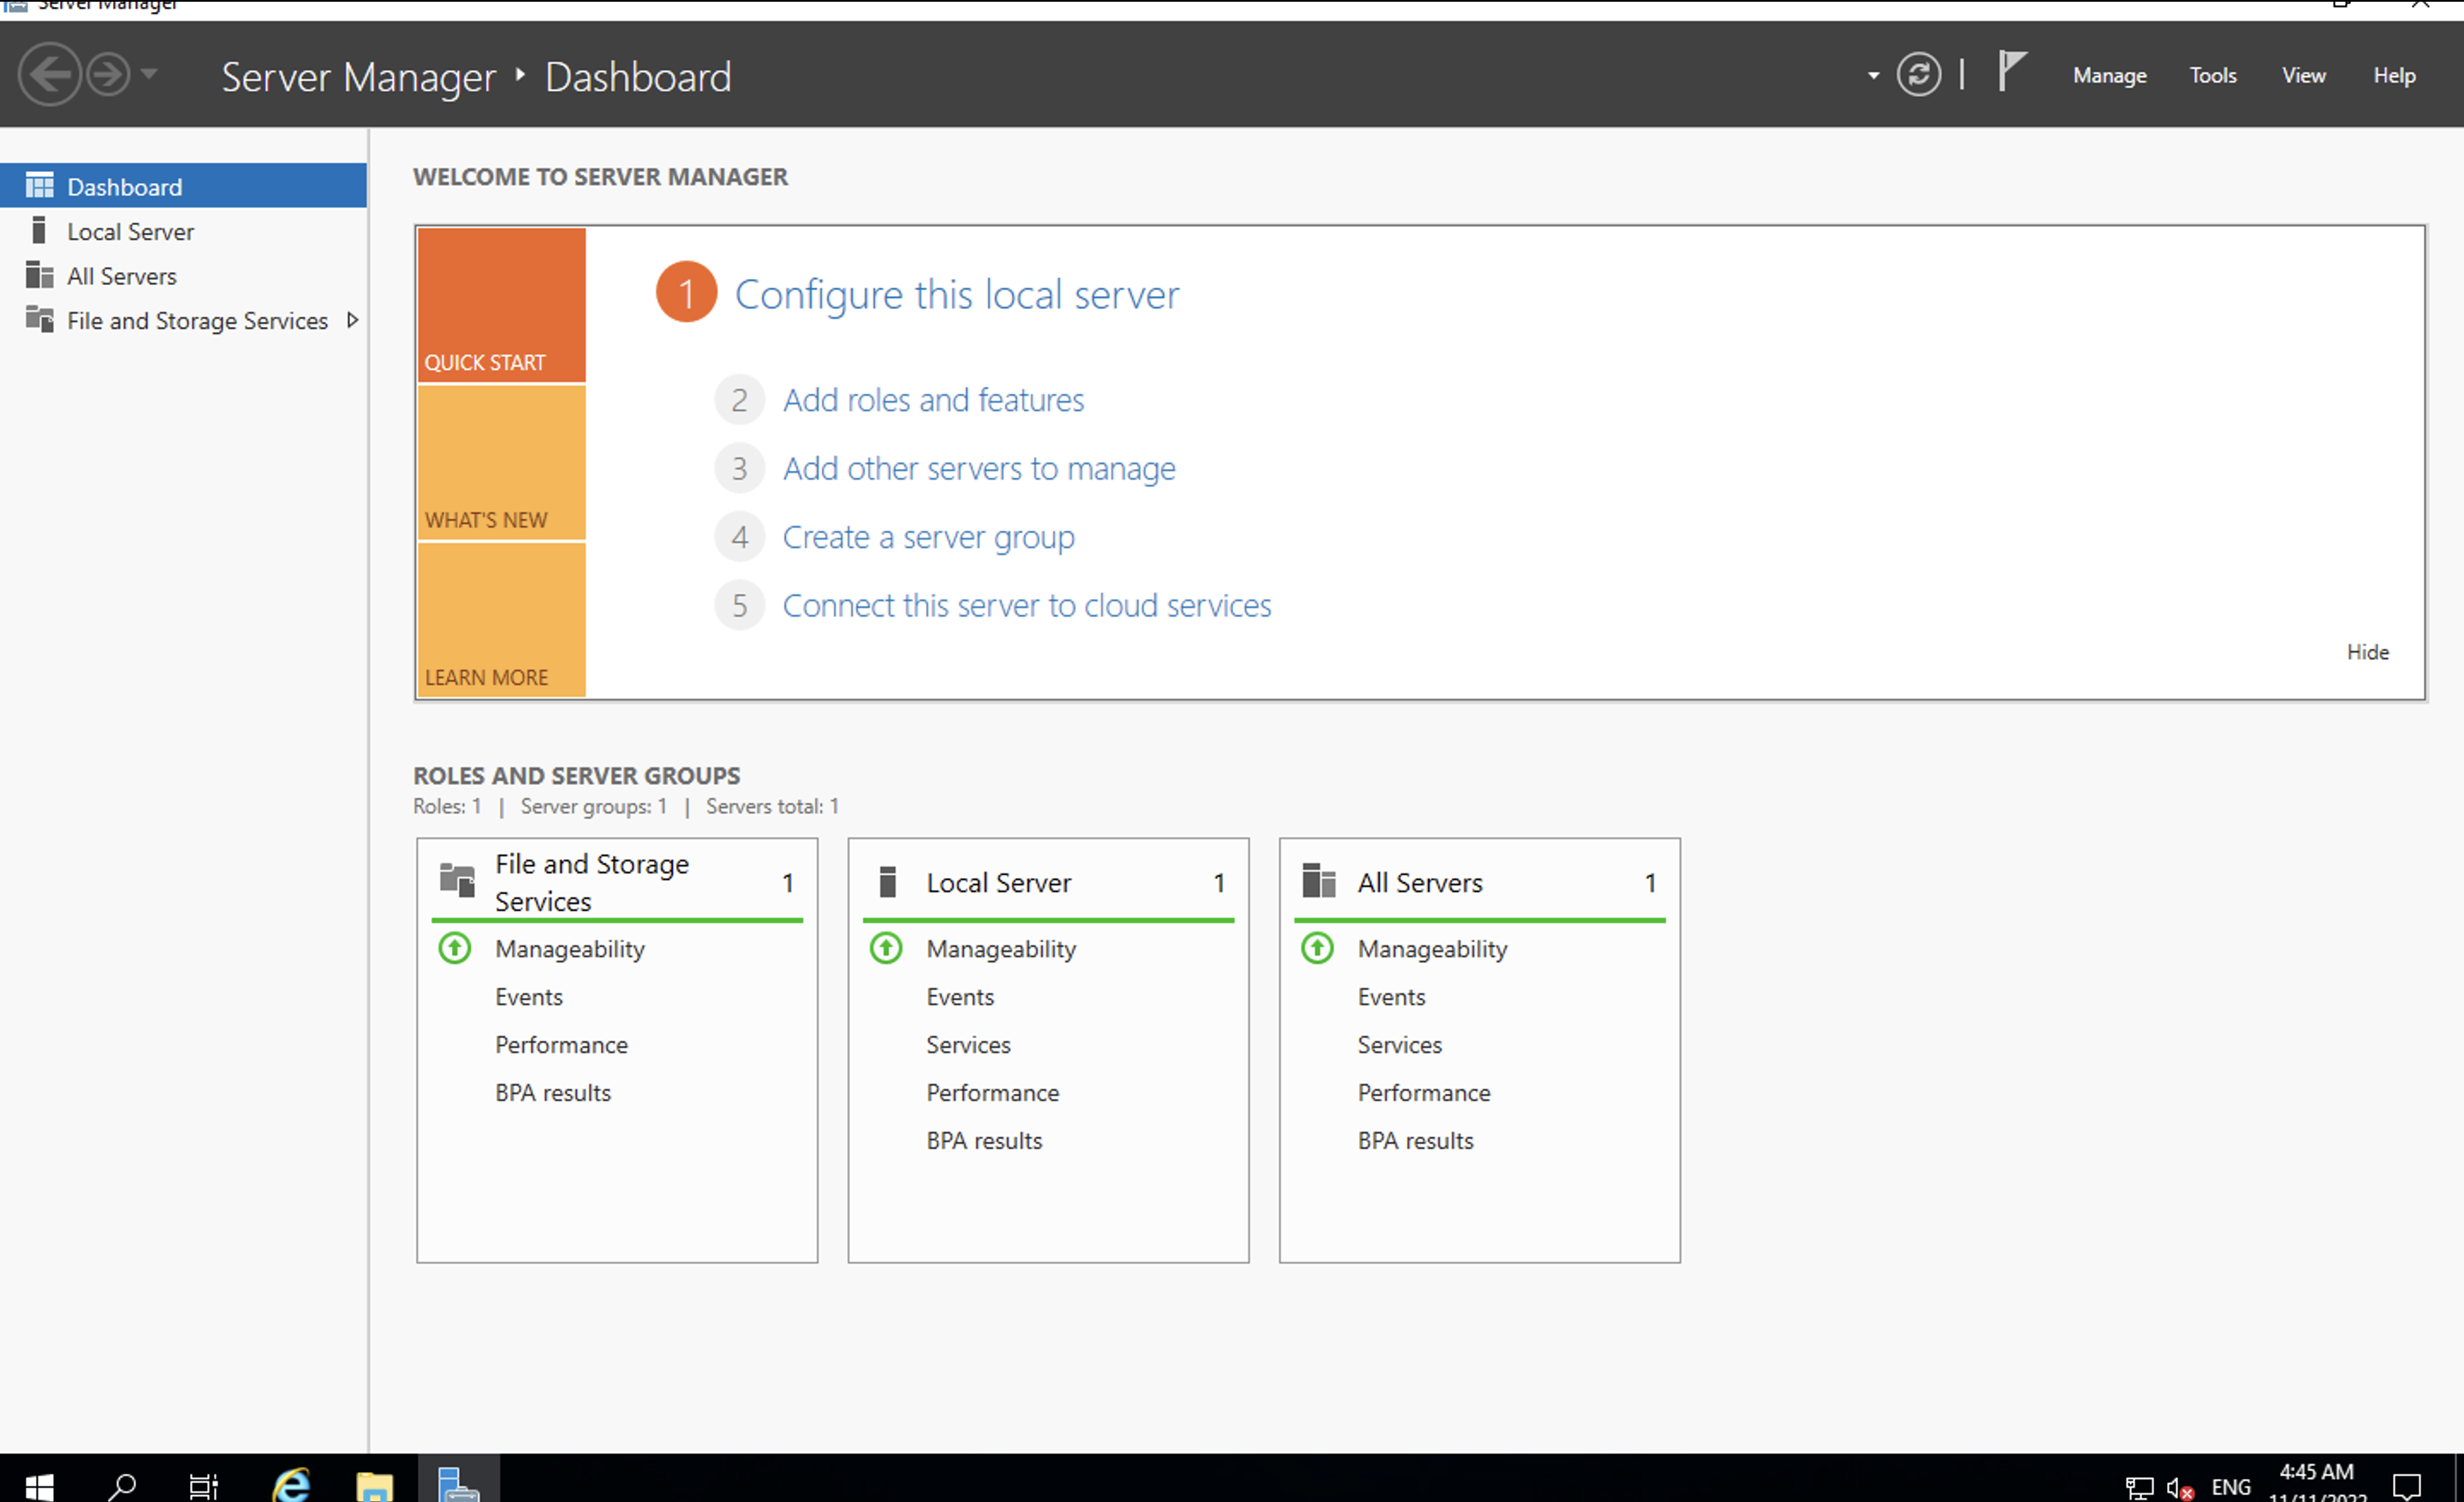 Server Manager
Server Manager Dashboard
Manage Tools View Help
Dashboard
Local Server
All Servers
File and Storage Services
WELCOME TO SERVER MANAGER
QUICK START
WHAT'S NEW
LEARN MORE
1 Configure this local server
2 Add roles and features
3 Add other servers to manage
4 Create a server group
5 Connect this server to cloud services
Hide
ROLES AND SERVER GROUPS
Roles: 1 | Server groups: 1 | Servers total: 1
File and Storage
Services 1
Manageability
Events
Performance
BPA results
Local Server 1
Manageability
Events
Services
Performance
BPA results
All Servers 1
Manageability
Events
Services
Performance
BPA results
ENG
4:45 AM